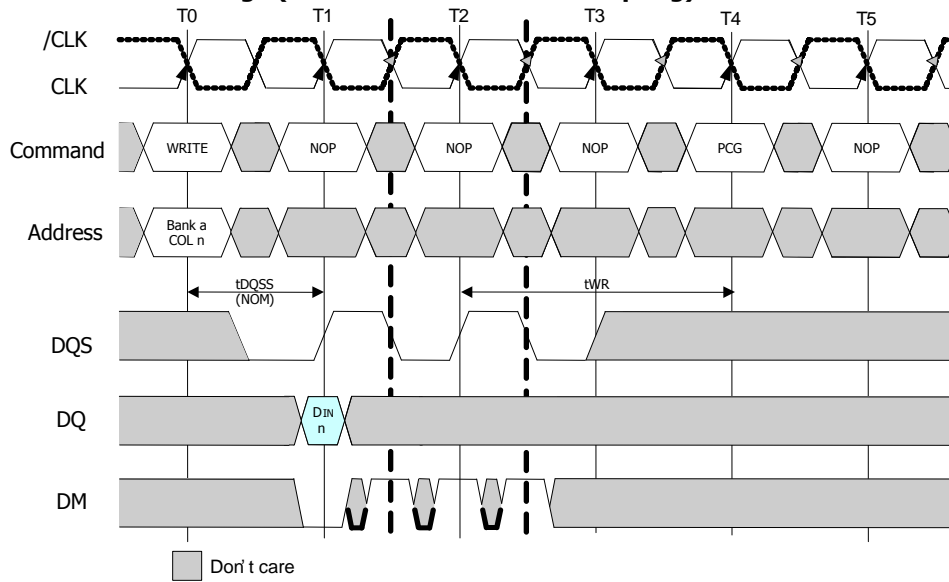 T0 T1 T2 T3 T4 T5
/CLK
CLK
Command WRITE NOP NOP NOP PCG NOP
Address Bank a
COL n
tDQSS
(NOM)
tWR
DQS
DQ DIN
n
DM
Don't care